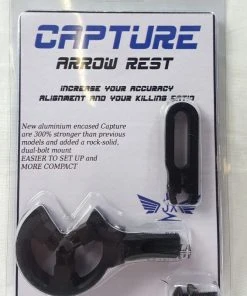 CAPTURE
ARROW REST
INCREASE YOUR ACCURACY
ALIGNMENT AND YOUR KILLING RATIO
New aluminium encased Capture
are 300% stronger than previous
models and added a rock-solid,
dual-bolt mount
EASIER TO SET UP and
MORE COMPACT